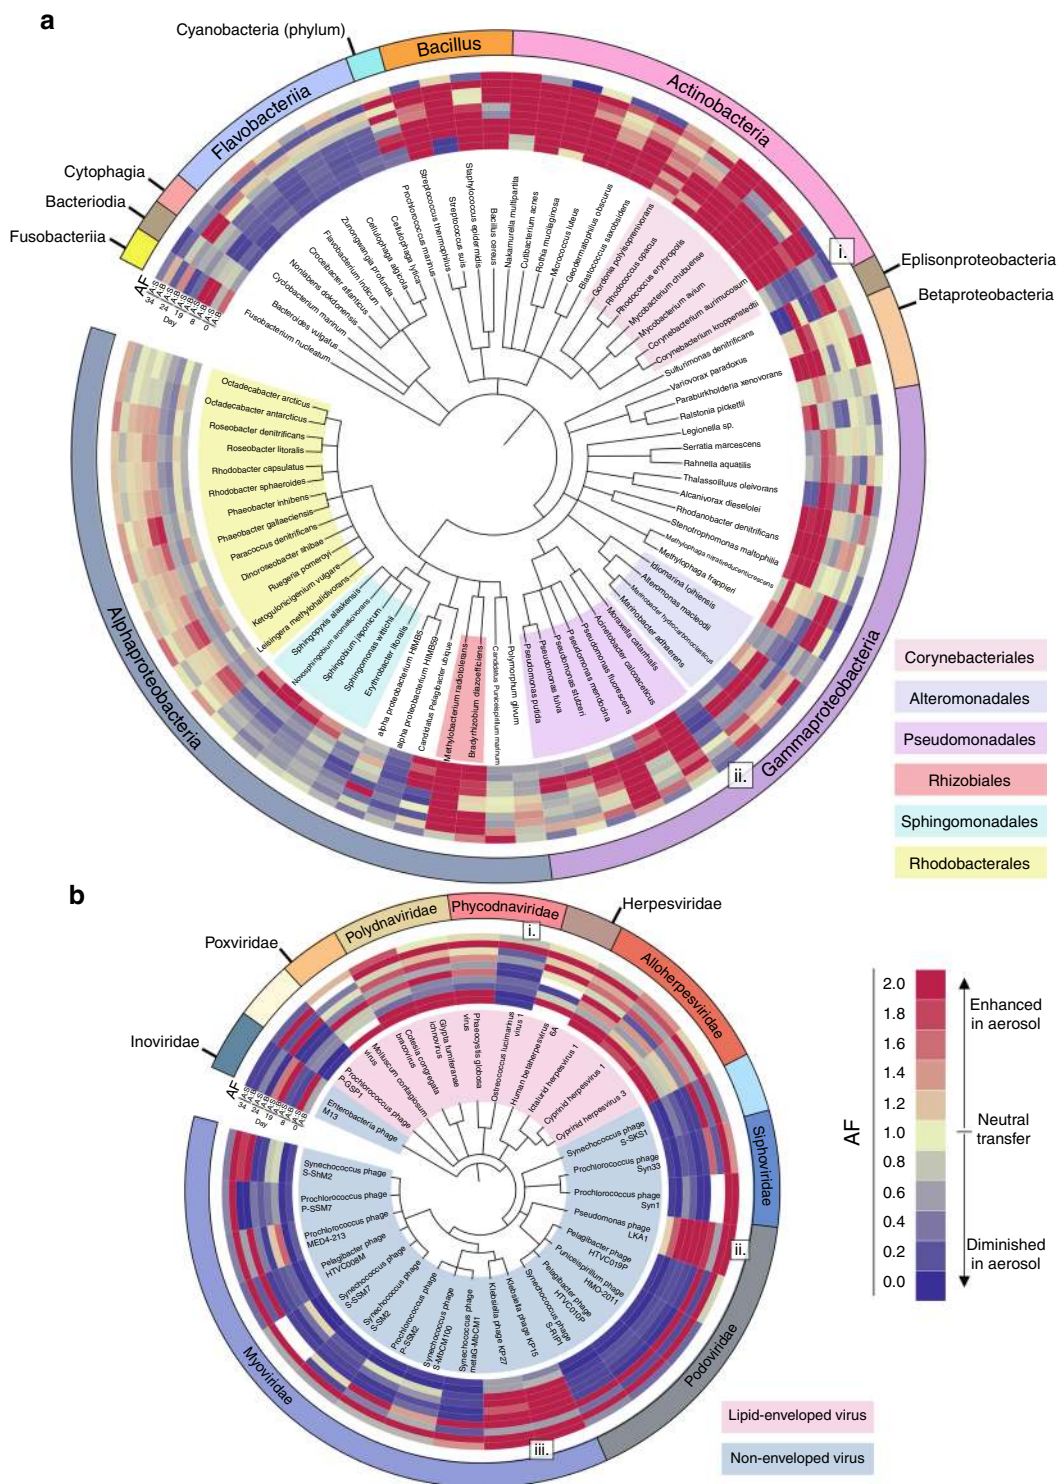 a
Cyanobacteria (phylum)
Bacillus
Actinobacteria
Flavobacteriia
Cytophagia
Bacteriodia
Fusobacteriia
Eplisonproteobacteria
Betaproteobacteria
Gammaproteobacteria
Alphaproteobacteria
i.
ii.
AF
34
24
19
8
0
Day
Fusobacterium nucleatum
Bacteroides vulgatus
Cyclobacterium marinum
Nonlabens dokdonensis
Croceibacter atlanticus
Flavobacterium indicum
Zunongwangia profunda
Cellulophaga algicola
Cellulophaga lytica
Prochlorococcus marinus
Streptococcus thermophilus
Streptococcus suis
Staphylococcus epidermidis
Bacillus cereus
Nakamurella multipartita
Cutibacterium acnes
Rothia mucilaginosa
Micrococcus luteus
Geodermatophilus obscurus
Blastococcus saxobsidens
Gordonia polyisoprenivorans
Rhodococcus opacus
Rhodococcus erythropolis
Mycobacterium chubuense
Mycobacterium avium
Corynebacterium aurimucosum
Corynebacterium kroppenstedtii
Sulfurimonas denitrificans
Variovorax paradoxus
Paraburkholderia xenovorans
Ralstonia pickettii
Legionella sp.
Serratia marcescens
Rahnella aquatilis
Thalassolituus oleivorans
Alcanivorax dieselolei
Rhodanobacter denitrificans
Stenotrophomonas maltophilia
Methylophaga nitratireducenticrescens
Methylophaga frappieri
Idiomarina loihiensis
Alteromonas macleodii
Marinobacter hydrocarbonoclasticus
Marinobacter adhaerens
Moraxella catarrhalis
Acinetobacter calcoaceticus
Pseudomonas fluorescens
Pseudomonas mendocina
Pseudomonas stutzeri
Pseudomonas fulva
Pseudomonas putida
Polymorphum gilvum
Candidatus Puniceispirillum marinum
Bradyrhizobium diazoefficiens
Methylobacterium radiotolerans
Candidatus Pelagibacter ubique
alpha proteobacterium HIMB59
alpha proteobacterium HIMB5
Erythrobacter litoralis
Sphingomonas wittichii
Sphingobium japonicum
Novosphingobium aromaticivorans
Sphingopyxis alaskensis
Leisingera methylohalidivorans
Ketogulonicigenium vulgare
Ruegeria pomeroyi
Dinoroseobacter shibae
Paracoccus denitrificans
Phaeobacter gallaeciensis
Phaeobacter inhibens
Rhodobacter sphaeroides
Rhodobacter capsulatus
Roseobacter litoralis
Roseobacter denitrificans
Octadecabacter antarcticus
Octadecabacter arcticus
Corynebacteriales
Alteromonadales
Pseudomonadales
Rhizobiales
Sphingomonadales
Rhodobacterales
b
Inoviridae
Poxviridae
Polydnaviridae
Phycodnaviridae
Herpesviridae
Alloherpesviridae
Siphoviridae
Podoviridae
Myoviridae
i.
ii.
iii.
AF
34
24
19
8
0
Day
Enterobacteria phage
M13
Prochlorococcus phage
P-GSP1
Molluscum contagiosum
virus
Cotesia congregata
bracovirus
Glypta fumiferanae
ichnovirus
Phaeocystis globosa
virus
Ostreococcus lucimarinus
virus 1
Human betaherpesvirus
6A
Ictalurid herpesvirus 1
Cyprinid herpesvirus 1
Cyprinid herpesvirus 3
Synechococcus phage
S-SKS1
Prochlorococcus phage
Syn33
Prochlorococcus phage
Syn1
Pseudomonas phage
LKA1
Pelagibacter phage
HTVC019P
Puniceispirillum phage
HMO-2011
Pelagibacter phage
HTVC010P
Synechococcus phage
S-RIP1
Klebsiella phage KP15
Klebsiella phage KP27
Synechococcus phage
metaG-MbCM1
Synechococcus phage
S-MbCM100
Prochlorococcus phage
P-SSM2
Synechococcus phage
S-SM2
Synechococcus phage
S-SSM7
Pelagibacter phage
HTVC008M
Prochlorococcus phage
MED4-213
Prochlorococcus phage
P-SSM7
Synechococcus phage
S-ShM2
Lipid-enveloped virus
Non-enveloped virus
AF
2.0
1.8
1.6
1.4
1.2
1.0
0.8
0.6
0.4
0.2
0.0
Enhanced
in aerosol
Neutral
transfer
Diminished
in aerosol